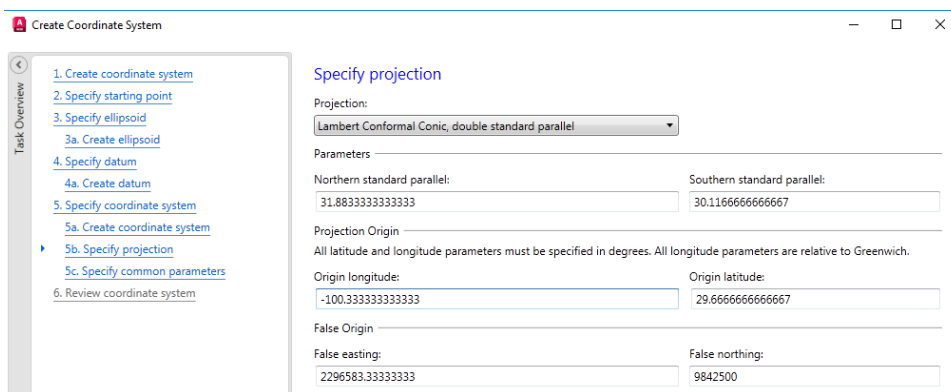 Create Coordinate System
Task Overview
1. Create coordinate system
2. Specify starting point
3. Specify ellipsoid
3a. Create ellipsoid
4. Specify datum
4a. Create datum
5. Specify coordinate system
5a. Create coordinate system
5b. Specify projection
5c. Specify common parameters
6. Review coordinate system
Specify projection
Projection:
Lambert Conformal Conic, double standard parallel
Parameters
Northern standard parallel: Southern standard parallel:
31.8833333333333 30.1166666666667
Projection Origin
All latitude and longitude parameters must be specified in degrees. All longitude parameters are relative to Greenwich.
Origin longitude: Origin latitude:
-100.333333333333 29.6666666666667
False Origin
False easting: False northing:
2296583.33333333 9842500